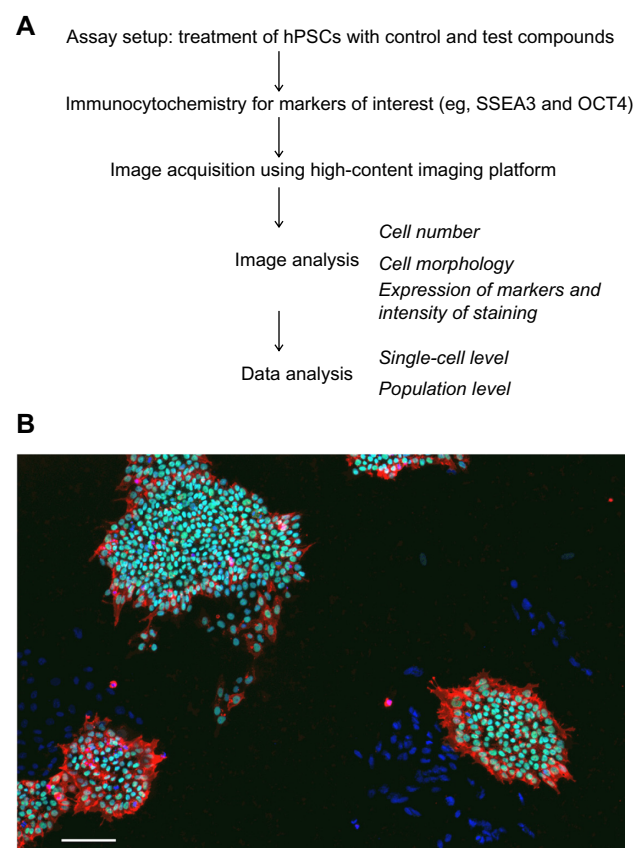 A
Assay setup: treatment of hPSCs with control and test compounds
Immunocytochemistry for markers of interest (eg, SSEA3 and OCT4)
Image acquisition using high-content imaging platform
Image analysis
Cell number
Cell morphology
Expression of markers and
intensity of staining
Data analysis
Single-cell level
Population level
B